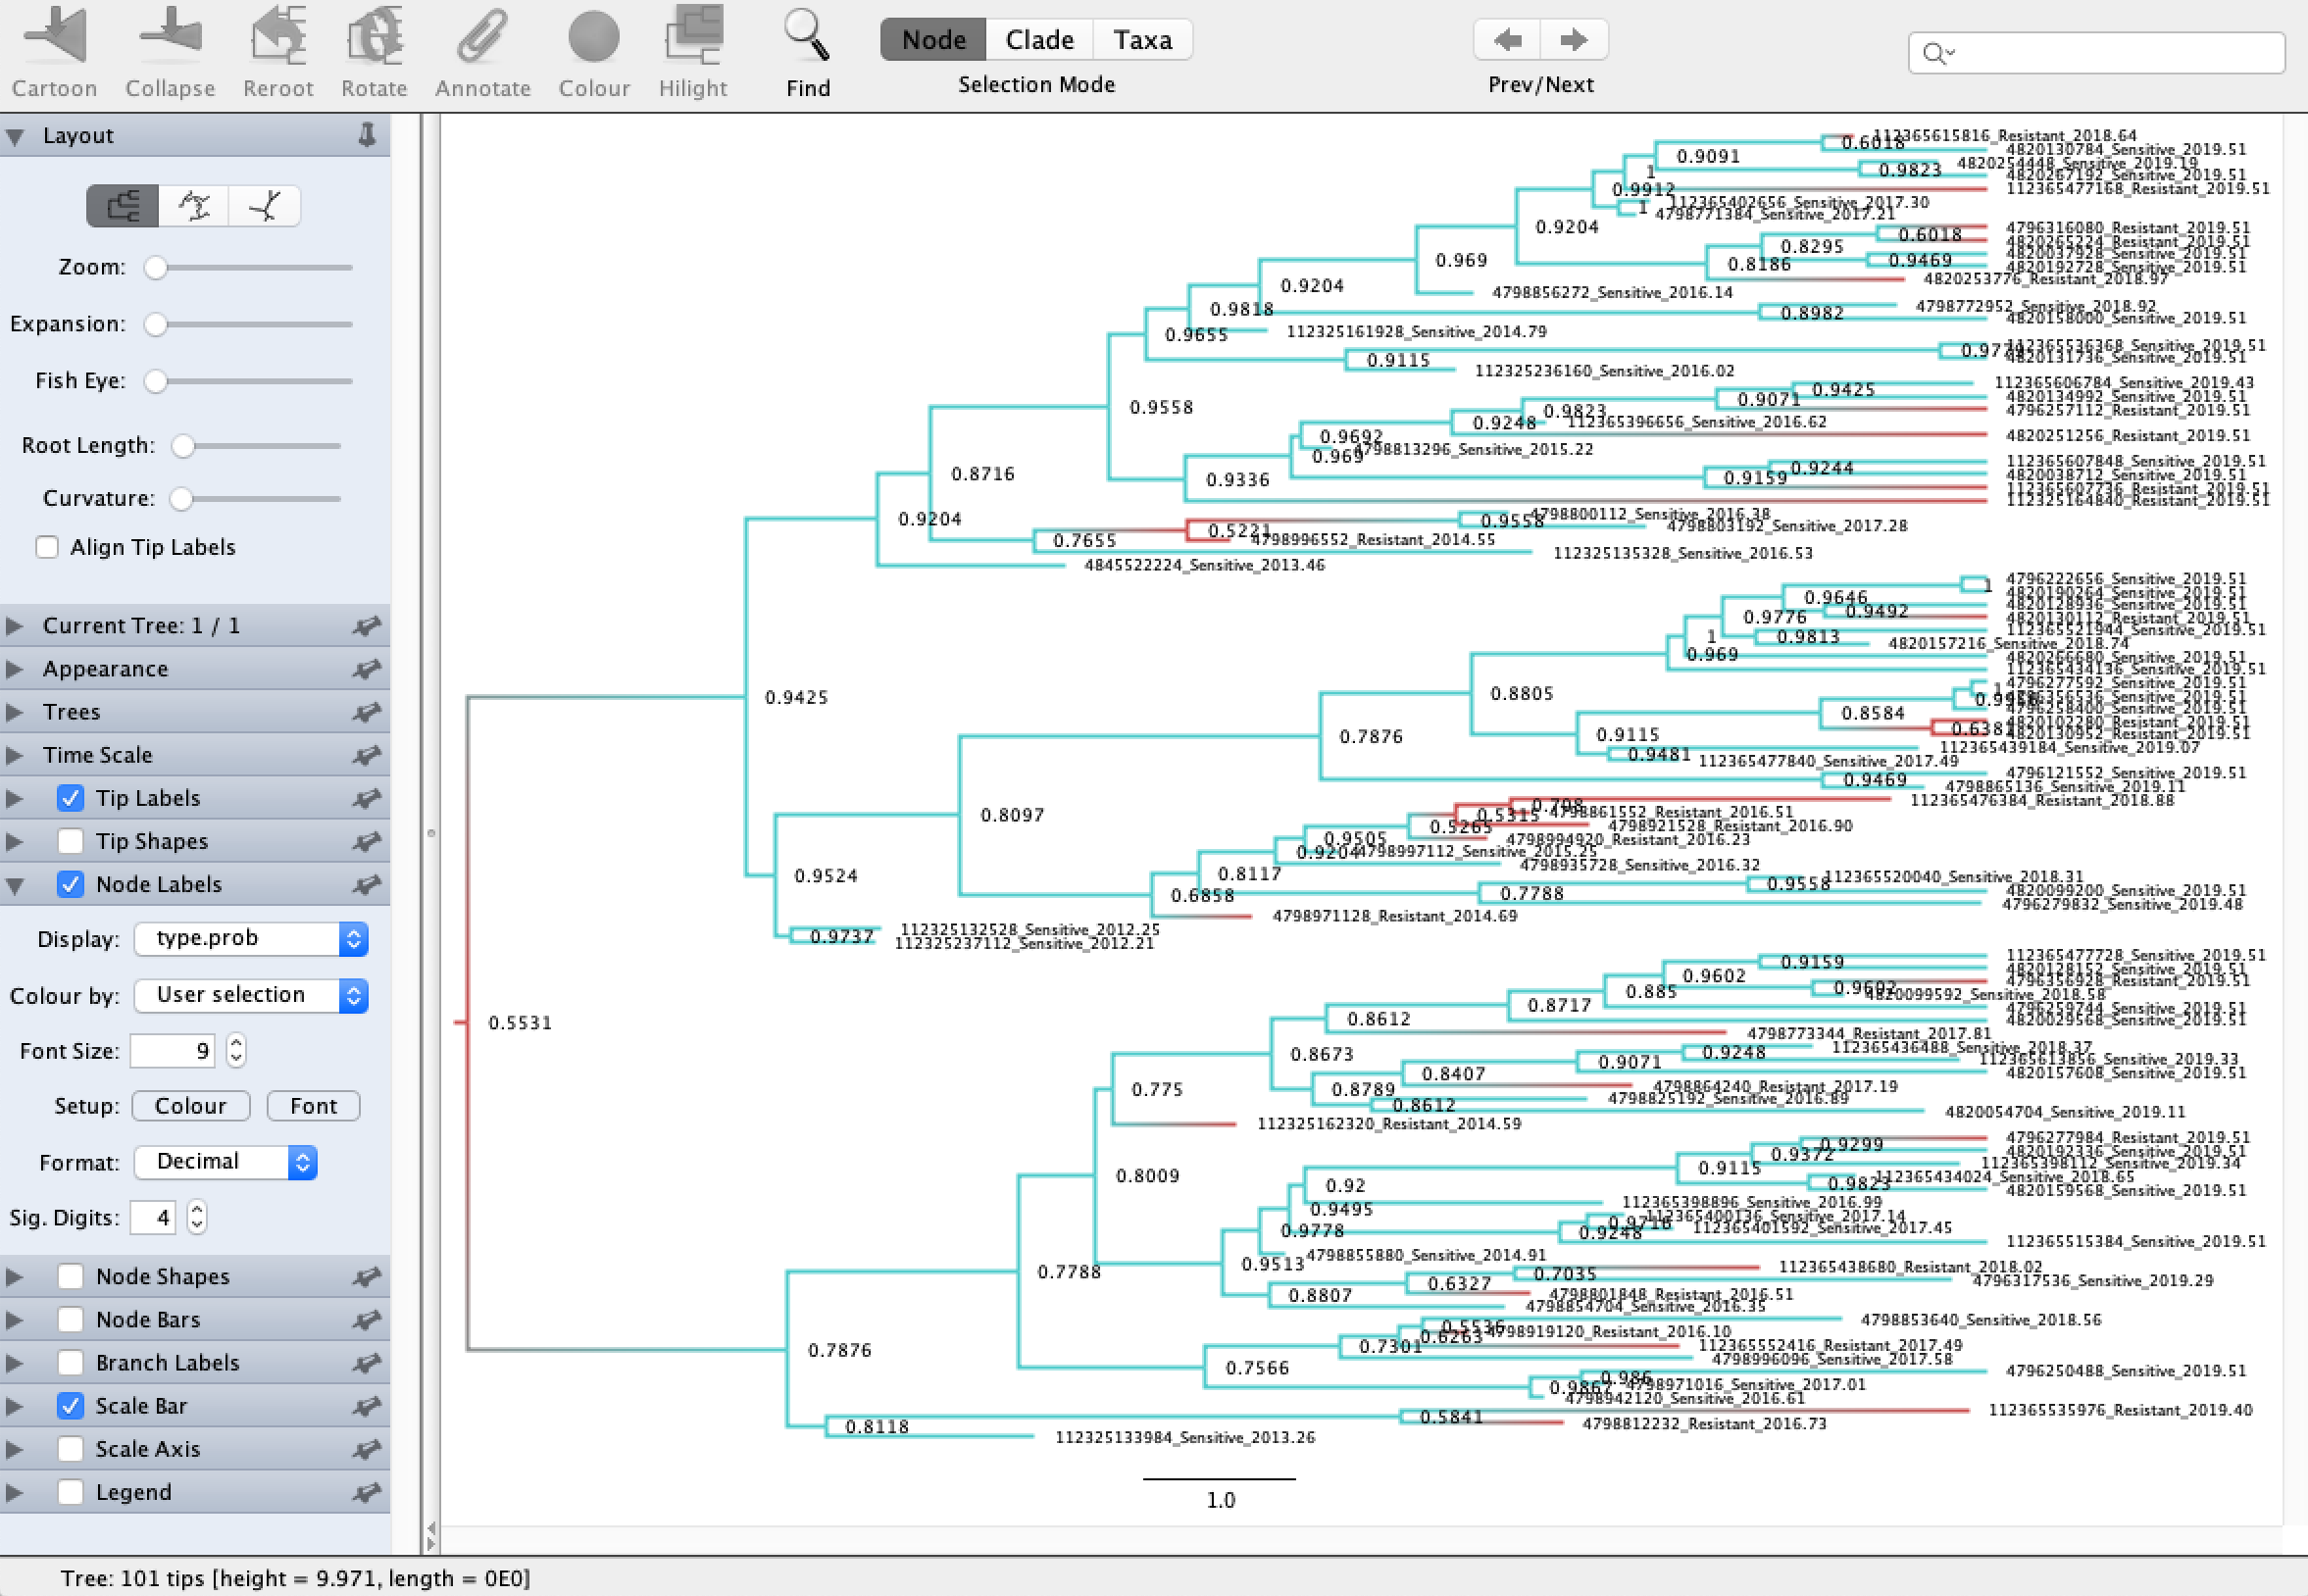 Cartoon Collapse Reroot Rotate Annotate Colour Hilight Find
Node Clade Taxa
Selection Mode
Prev/Next
Layout
Zoom:
Expansion:
Fish Eye:
Root Length:
Curvature:
Align Tip Labels
Current Tree: 1 / 1
Appearance
Trees
Time Scale
Tip Labels
Tip Shapes
Node Labels
Display: type.prob
Colour by: User selection
Font Size: 9
Setup: Colour Font
Format: Decimal
Sig. Digits: 4
Node Shapes
Node Bars
Branch Labels
Scale Bar
Scale Axis
Legend
112365615816_Resistant_2018.64
0.6018
4820130784_Sensitive_2019.51
0.9091
4820254448_Sensitive_2019.19
0.9823
4820267192_Sensitive_2019.51
1
0.9912
112365477168_Resistant_2019.51
112365402656_Sensitive_2017.30
1
4798771384_Sensitive_2017.21
0.9204
4796316080_Resistant_2019.51
0.6018
4820265224_Resistant_2019.51
0.8295
4820037928_Sensitive_2019.51
0.9469
4820192728_Sensitive_2019.51
0.8186
4820253776_Resistant_2018.97
0.969
4798856272_Sensitive_2016.14
0.9204
4798772952_Sensitive_2018.92
0.8982
4820158000_Sensitive_2019.51
0.9818
112325161928_Sensitive_2014.79
0.9655
112365536368_Sensitive_2019.51
4820131736_Sensitive_2019.51
0.9115
112325236160_Sensitive_2016.02
0.9558
112365606784_Sensitive_2019.43
0.9425
4820134992_Sensitive_2019.51
0.9071
4796257112_Resistant_2019.51
0.9823
112365396656_Sensitive_2016.62
0.9248
4820251256_Resistant_2019.51
0.9692
4798813296_Sensitive_2015.22
0.969
112365607848_Sensitive_2019.51
0.9244
4820038712_Sensitive_2019.51
0.9159
112365607736_Resistant_2019.51
0.9336
112325164840_Resistant_2019.51
0.8716
4798800112_Sensitive_2016.38
0.9558
4798803192_Sensitive_2017.28
0.9204
0.5221
4798996552_Resistant_2014.55
0.7655
112325135328_Sensitive_2016.53
4845522224_Sensitive_2013.46
4796222656_Sensitive_2019.51
1
4820190264_Sensitive_2019.51
0.9646
4820128936_Sensitive_2019.51
0.9492
4820130112_Resistant_2019.51
0.9776
112365521944_Sensitive_2019.51
0.9813
4820157216_Sensitive_2018.74
1
4820266680_Sensitive_2019.51
0.969
112365434136_Sensitive_2019.51
0.8805
4796277592_Sensitive_2019.51
1
4796258400_Sensitive_2019.51
0.8584
4820102280_Resistant_2019.51
4820130952_Resistant_2019.51
0.9115
112365439184_Sensitive_2019.07
0.9481
112365477840_Sensitive_2017.49
0.9425
0.7876
4796121552_Sensitive_2019.51
0.9469
4798865136_Sensitive_2019.11
112365476384_Resistant_2018.88
0.708
4798861552_Resistant_2016.51
0.5315
4798921528_Resistant_2016.90
0.5265
4798994920_Resistant_2016.23
0.8097
0.9505
4798997112_Sensitive_2015.25
0.9204
4798935728_Sensitive_2016.32
0.8117
112365520040_Sensitive_2018.31
0.9558
4820099200_Sensitive_2019.51
0.7788
4796279832_Sensitive_2019.48
0.6858
4798971128_Resistant_2014.69
0.9524
112325132528_Sensitive_2012.25
0.9737
112325237112_Sensitive_2012.21
112365477728_Sensitive_2019.51
0.9159
4820128152_Sensitive_2019.51
0.9602
4796356928_Resistant_2019.51
0.9602
4820099592_Sensitive_2018.58
0.885
4796259744_Sensitive_2019.51
0.8717
4820029568_Sensitive_2019.51
0.8612
4798773344_Resistant_2017.81
0.8673
112365436488_Sensitive_2018.37
0.9248
112365613856_Sensitive_2019.33
0.9071
4820157608_Sensitive_2019.51
0.8407
4798864240_Resistant_2017.19
0.8789
4798825192_Sensitive_2016.89
0.8612
4820054704_Sensitive_2019.11
0.775
112325162320_Resistant_2014.59
0.5531
4796277984_Resistant_2019.51
0.9299
4820192336_Sensitive_2019.51
0.9372
112365398112_Sensitive_2019.34
0.9115
112365434024_Sensitive_2018.65
0.9823
4820159568_Sensitive_2019.51
0.8009
0.92
112365398896_Sensitive_2016.99
0.9495
112365400136_Sensitive_2017.14
112365401592_Sensitive_2017.45
0.9778
0.9248
112365515384_Sensitive_2019.51
4798855880_Sensitive_2014.91
0.9513
112365438680_Resistant_2018.02
0.7788
0.7035
4796317536_Sensitive_2019.29
0.6327
4798801848_Resistant_2016.51
0.8807
4798854704_Sensitive_2016.35
4798853640_Sensitive_2018.56
0.5536
4798919120_Resistant_2016.10
0.6263
112365552416_Resistant_2017.49
0.7301
4798996096_Sensitive_2017.58
0.7876
0.7566
4796250488_Sensitive_2019.51
0.986
4798971016_Sensitive_2017.01
4798942120_Sensitive_2016.61
112365535976_Resistant_2019.40
0.5841
4798812232_Resistant_2016.73
0.8118
112325133984_Sensitive_2013.26
1.0
Tree: 101 tips [height = 9.971, length = 0E0]